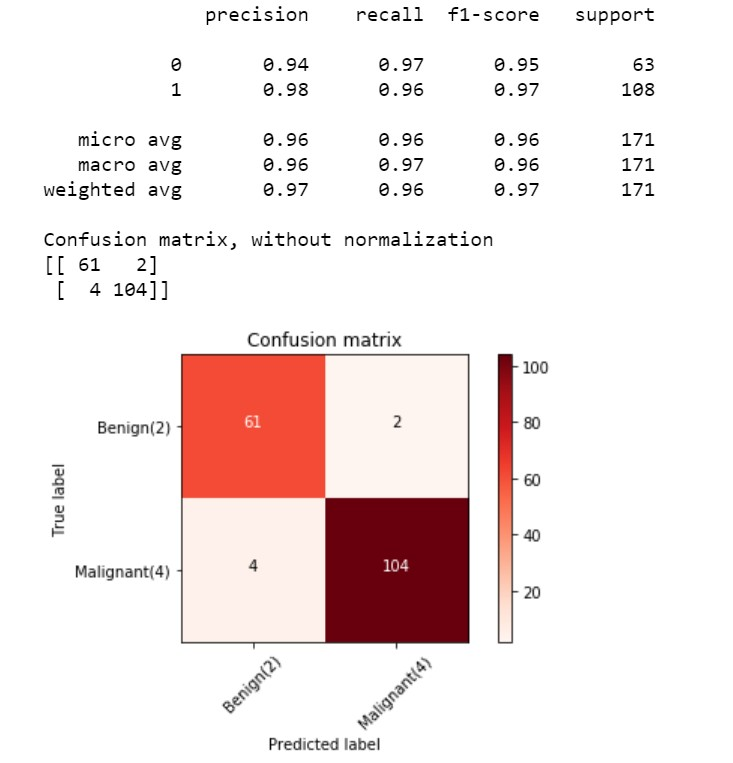 precision recall f1-score support
0 0.94 0.97 0.95 63
1 0.98 0.96 0.97 108
micro avg 0.96 0.96 0.96 171
macro avg 0.96 0.97 0.96 171
weighted avg 0.97 0.96 0.97 171
Confusion matrix, without normalization
[[ 61 2]
[ 4 104]]
Confusion matrix
100
80
60
40
20
True label
Benign(2)
61 2
Malignant(4)
4 104
Benign(2) Malignant(4)
Predicted label